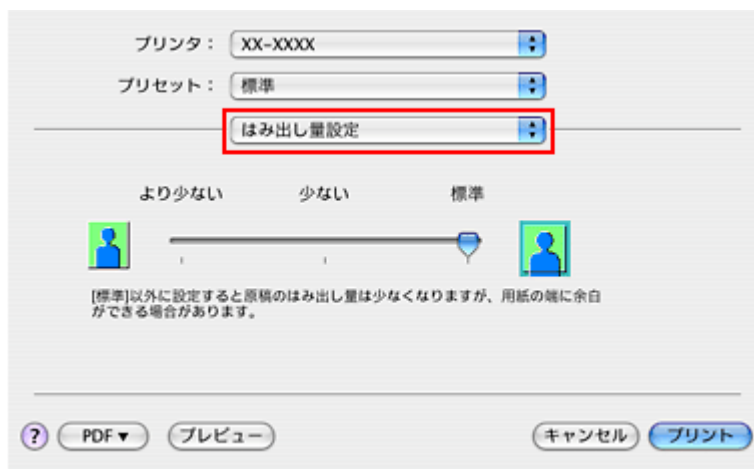 プリンタ： XX-XXXX
プリセット： 標準
はみ出し量設定
より少ない 少ない 標準
[標準]以外に設定すると原稿のはみ出し量は少なくなりますが、用紙の端に余白
ができる場合があります。
? PDF▼ プレビュー キャンセル プリント